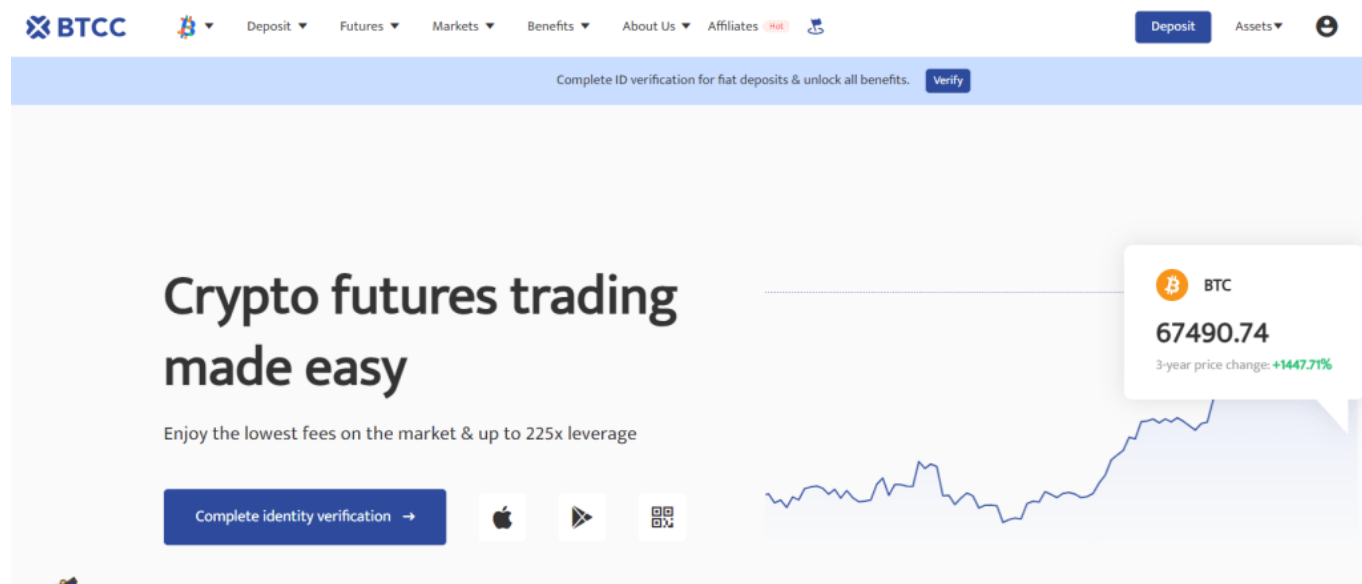 BTCC
Deposit
Futures
Markets
Benefits
About Us
Affiliates Hot
Deposit
Assets
Complete ID verification for fiat deposits & unlock all benefits.
Verify
Crypto futures trading
made easy
Enjoy the lowest fees on the market & up to 225x leverage
Complete identity verification →
BTC
67490.74
3-year price change: +1447.71%